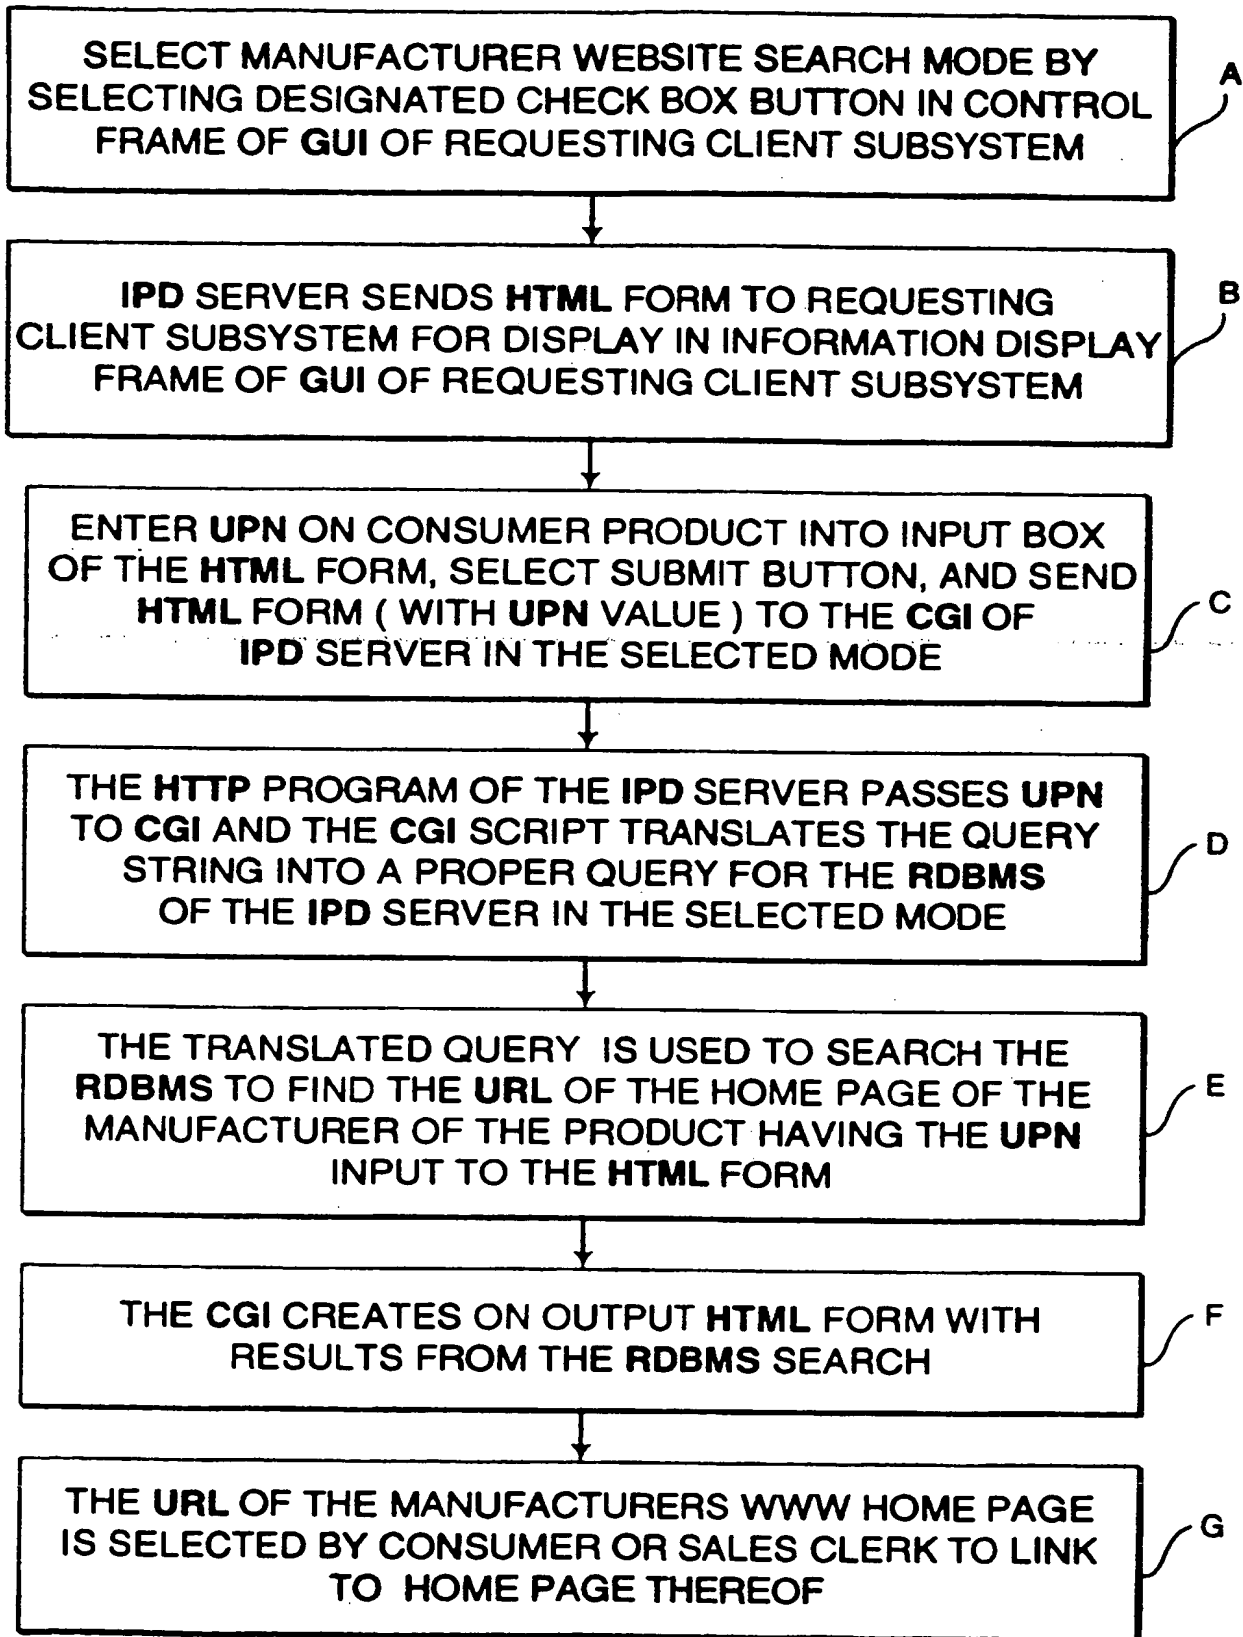 SELECT MANUFACTURER WEBSITE SEARCH MODE BY
SELECTING DESIGNATED CHECK BOX BUTTON IN CONTROL
FRAME OF GUI OF REQUESTING CLIENT SUBSYSTEM
A
IPD SERVER SENDS HTML FORM TO REQUESTING
CLIENT SUBSYSTEM FOR DISPLAY IN INFORMATION DISPLAY
FRAME OF GUI OF REQUESTING CLIENT SUBSYSTEM
B
ENTER UPN ON CONSUMER PRODUCT INTO INPUT BOX
OF THE HTML FORM, SELECT SUBMIT BUTTON, AND SEND
HTML FORM ( WITH UPN VALUE ) TO THE CGI OF
IPD SERVER IN THE SELECTED MODE
C
THE HTTP PROGRAM OF THE IPD SERVER PASSES UPN
TO CGI AND THE CGI SCRIPT TRANSLATES THE QUERY
STRING INTO A PROPER QUERY FOR THE RDBMS
OF THE IPD SERVER IN THE SELECTED MODE
D
THE TRANSLATED QUERY IS USED TO SEARCH THE
RDBMS TO FIND THE URL OF THE HOME PAGE OF THE
MANUFACTURER OF THE PRODUCT HAVING THE UPN
INPUT TO THE HTML FORM
E
THE CGI CREATES ON OUTPUT HTML FORM WITH
RESULTS FROM THE RDBMS SEARCH
F
THE URL OF THE MANUFACTURERS WWW HOME PAGE
IS SELECTED BY CONSUMER OR SALES CLERK TO LINK
TO HOME PAGE THEREOF
G